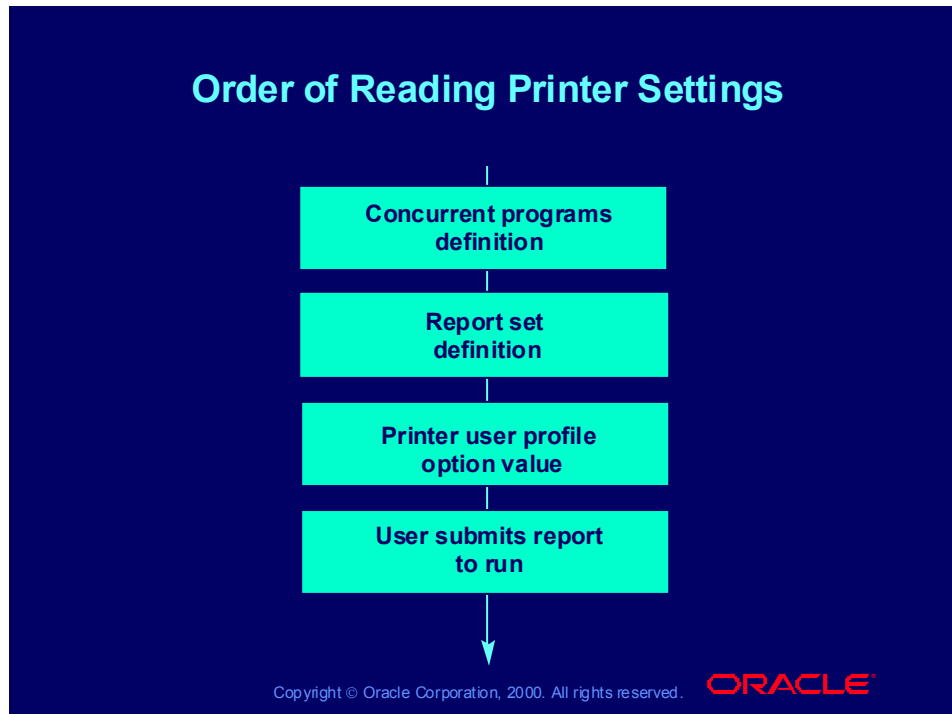 Order of Reading Printer Settings
Concurrent programs
definition
Report set
definition
Printer user profile
option value
User submits report
to run
Copyright © Oracle Corporation, 2000. All rights reserved.
ORACLE®